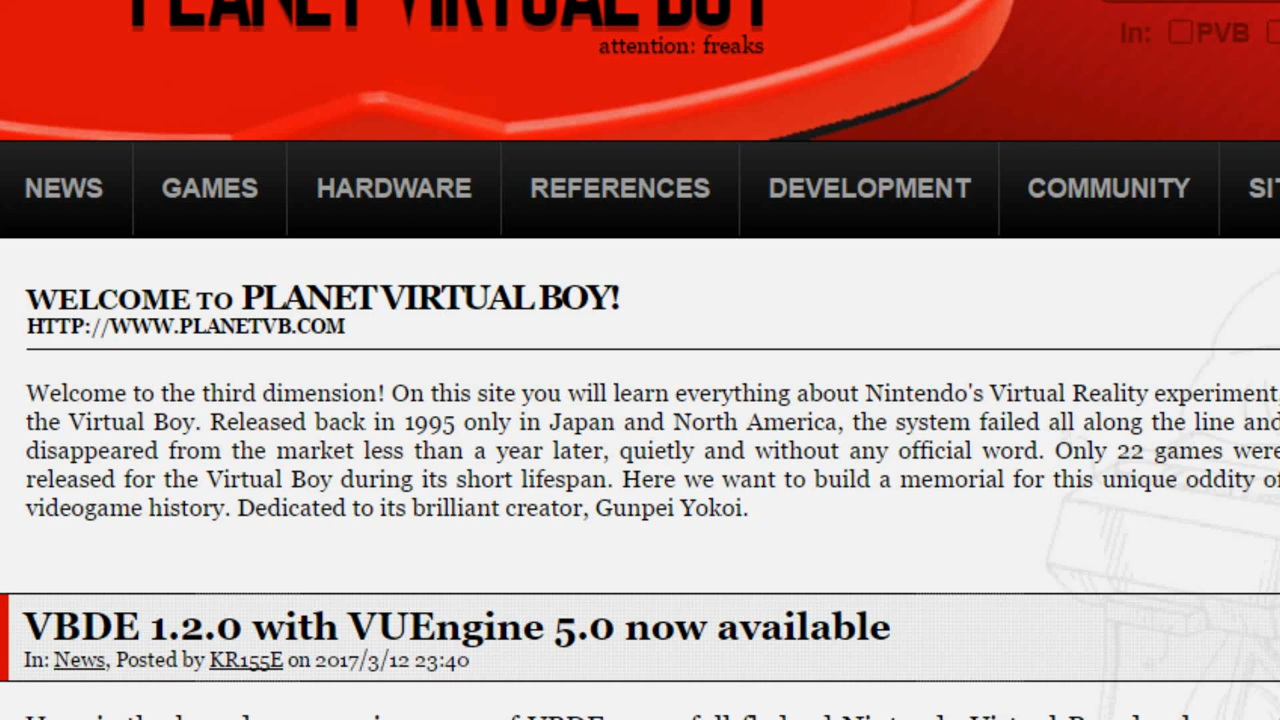 PLANET VIRTUAL BOY
attention: freaks
In: PVB
NEWS GAMES HARDWARE REFERENCES DEVELOPMENT COMMUNITY
WELCOME TO PLANET VIRTUAL BOY!
HTTP://WWW.PLANETVB.COM
Welcome to the third dimension! On this site you will learn everything about Nintendo's Virtual Reality experiment,
the Virtual Boy. Released back in 1995 only in Japan and North America, the system failed all along the line and
disappeared from the market less than a year later, quietly and without any official word. Only 22 games were
released for the Virtual Boy during its short lifespan. Here we want to build a memorial for this unique oddity of
videogame history. Dedicated to its brilliant creator, Gunpei Yokoi.
VBDE 1.2.0 with VUEngine 5.0 now available
In: News, Posted by KR155E on 2017/3/12 23:40